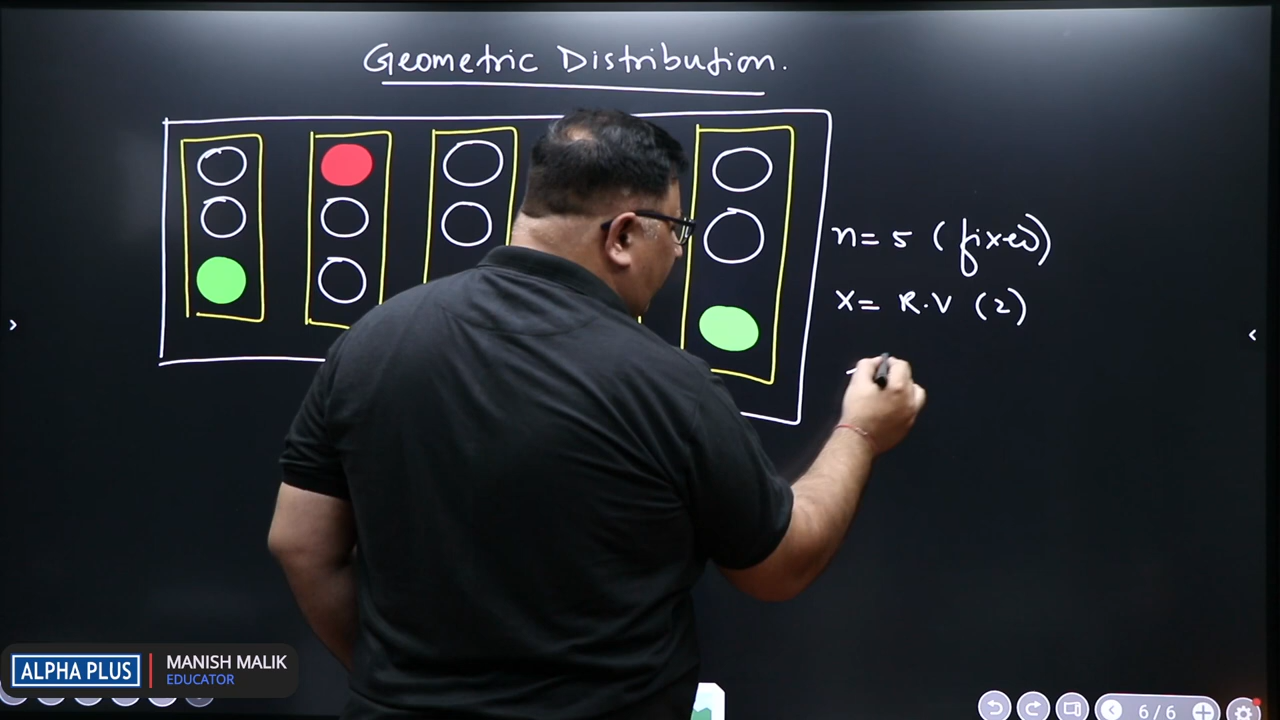 Geometric Distribution.
n = 5 (fixed)
X = R.V (2)
ALPHA PLUS
MANISH MALIK
EDUCATOR
6/6